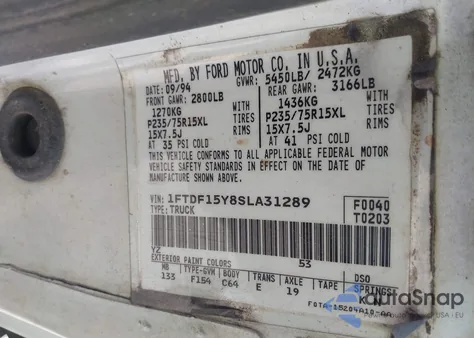 MFD. BY FORD MOTOR CO. IN U.S.A.
DATE: 09/94 GVWR: 5450LB/ 2472KG
FRONT GAWR: 2800LB REAR GAWR: 3166LB
1270KG WITH 1436KG WITH
P235/75R15XL TIRES P235/75R15XL TIRES
15X7.5J RIMS 15X7.5J RIMS
AT 35 PSI COLD AT 41 PSI COLD
THIS VEHICLE CONFORMS TO ALL APPLICABLE FEDERAL MOTOR
VEHICLE SAFETY STANDARDS IN EFFECT ON THE DATE OF
MANUFACTURE SHOWN ABOVE.
VIN: 1FTDF15Y8SLA31289 F0040
TYPE: TRUCK T0203
YZ 53
EXTERIOR PAINT COLORS DSO
WB TYPE-GVW BODY TRANS AXLE TAPE SPRINGS
133 F154 C64 E 19
AutoSnap